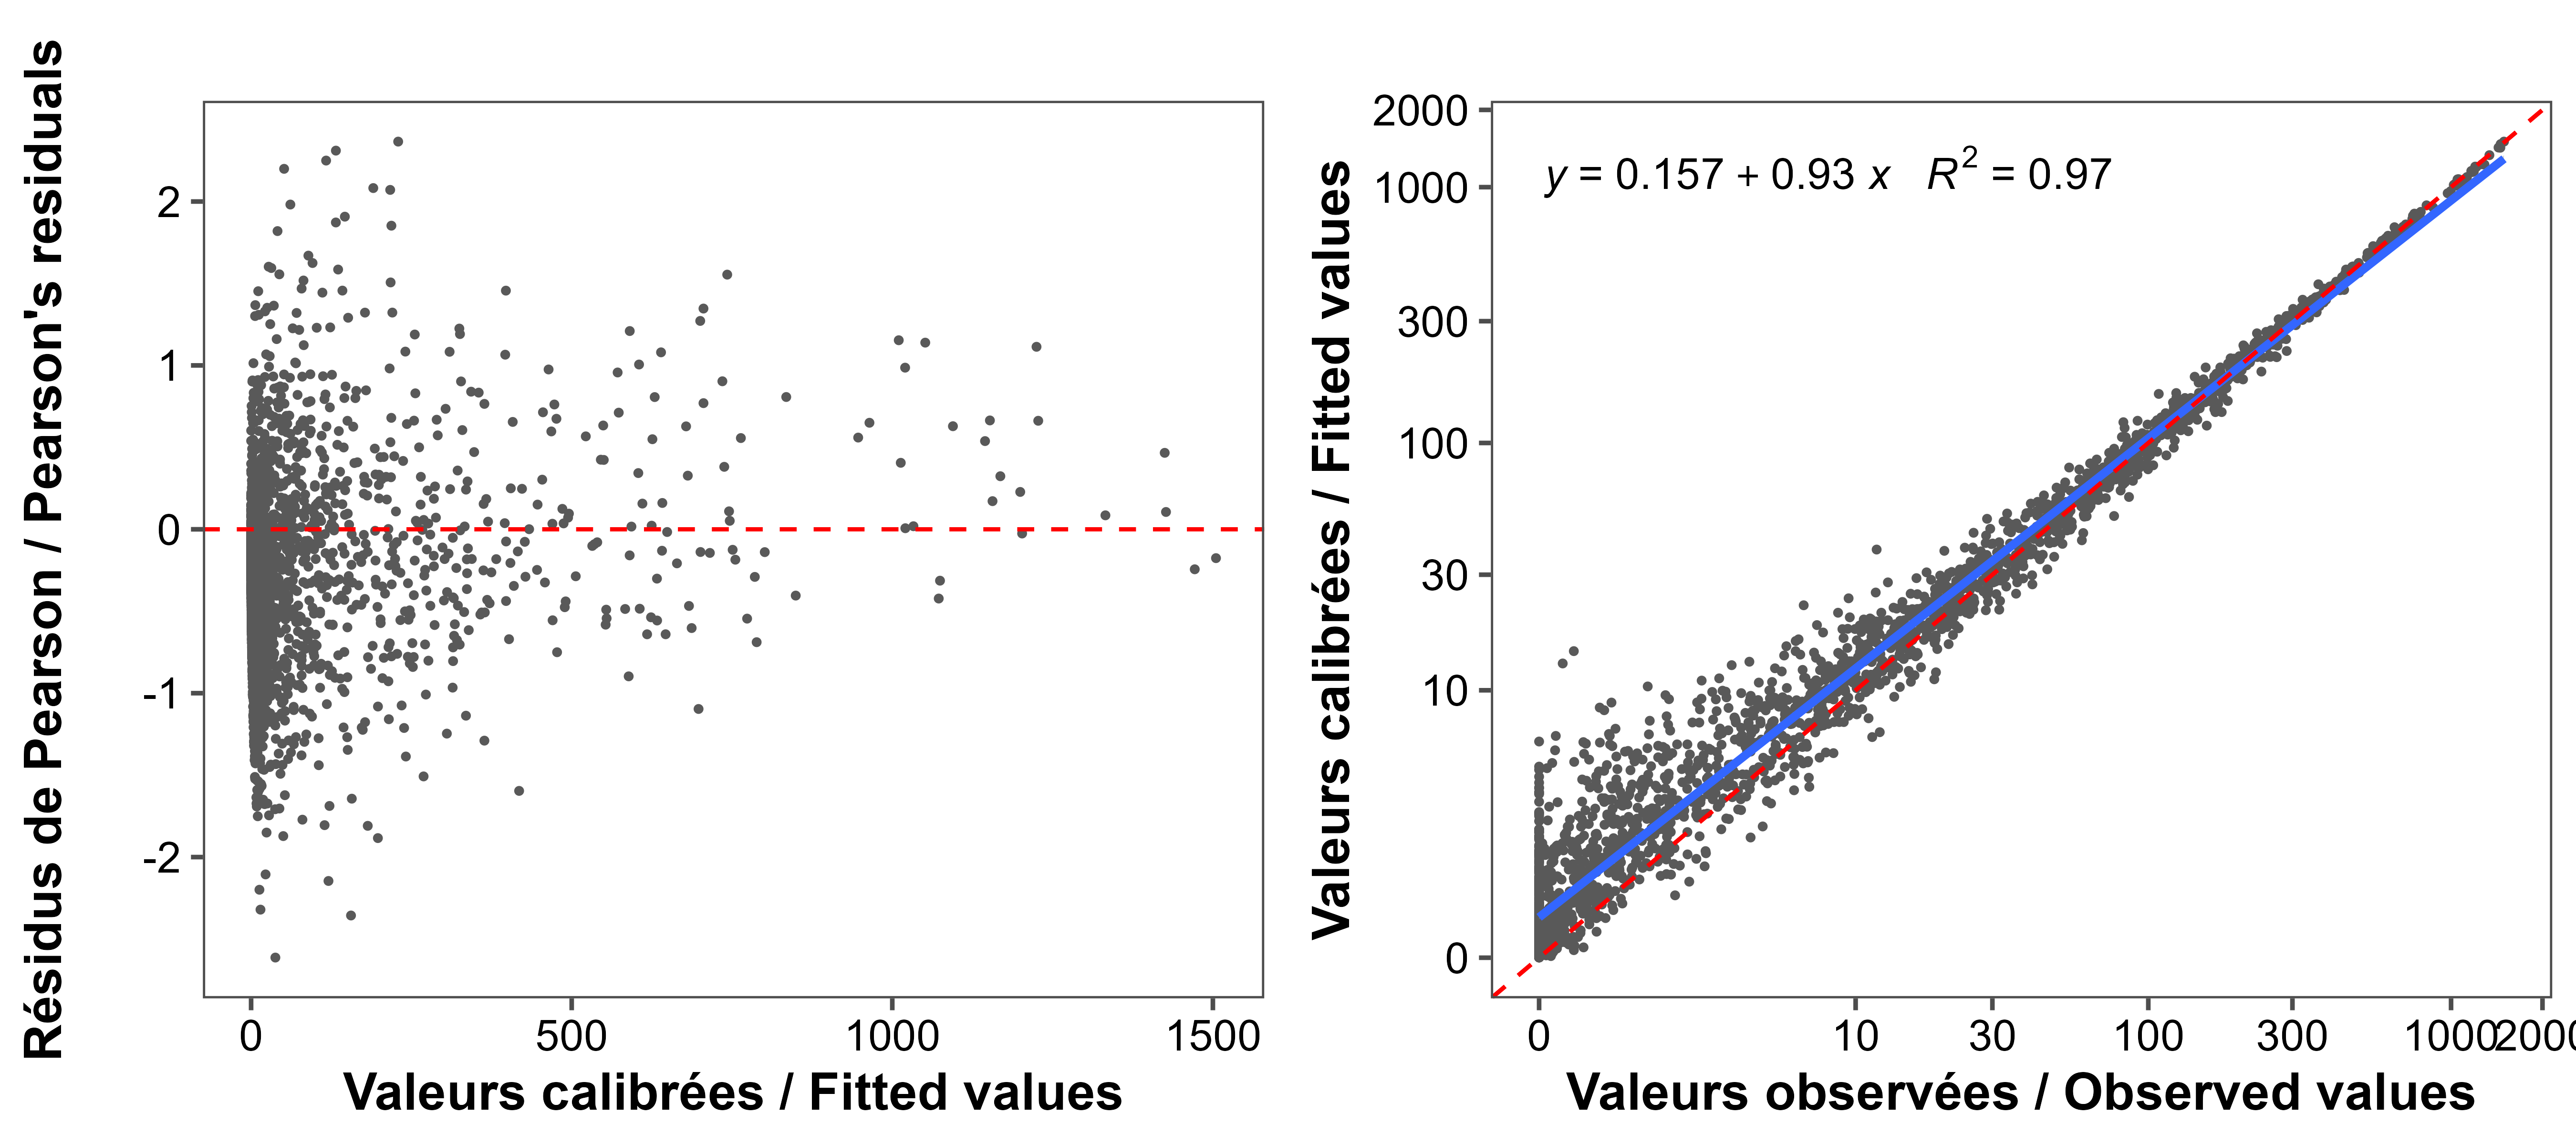 Résidus de Pearson / Pearson's residuals
2
1
0
-1
-2
0 500 1000 1500
Valeurs calibrées / Fitted values
Valeurs calibrées / Fitted values
2000
1000
300
100
30
10
0
y = 0.157 + 0.93 x R² = 0.97
0 10 30 100 300 1000 200
Valeurs observées / Observed values